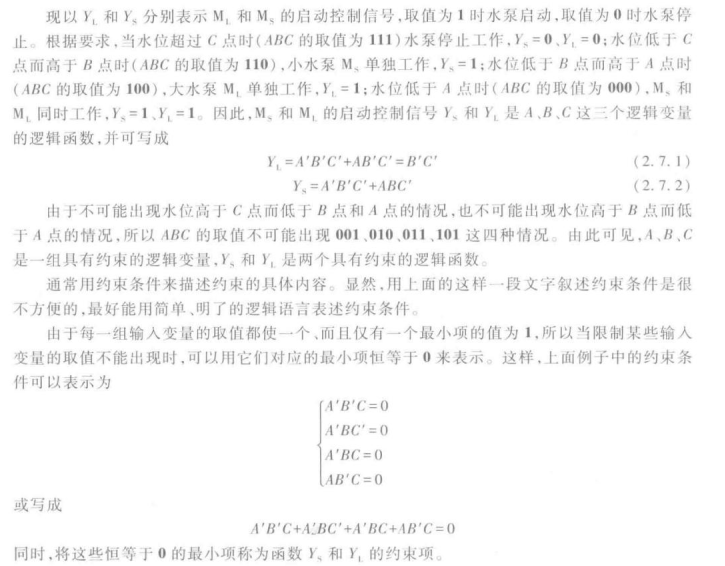 现以 Y_L 和 Y_S 分别表示 M_L 和 M_S 的启动控制信号,取值为 1 时水泵启动,取值为 0 时水泵停
止。根据要求,当水位超过 C 点时(ABC 的取值为 111)水泵停止工作,Y_S=0、Y_L=0;水位低于 C
点而高于 B 点时(ABC 的取值为 110),小水泵 M_S 单独工作,Y_S=1;水位低于 B 点而高于 A 点时
(ABC 的取值为 100),大水泵 M_L 单独工作,Y_L=1;水位低于 A 点时(ABC 的取值为 000),M_S 和
M_L 同时工作,Y_S=1、Y_L=1。因此,M_S 和 M_L 的启动控制信号 Y_S 和 Y_L 是 A、B、C 这三个逻辑变量
的逻辑函数,并可写成
Y_L=A'B'C'+AB'C'=B'C' (2.7.1)
Y_S=A'B'C'+ABC' (2.7.2)
由于不可能出现水位高于 C 点而低于 B 点和 A 点的情况,也不可能出现水位高于 B 点而低
于 A 点的情况,所以 ABC 的取值不可能出现 001、010、011、101 这四种情况。由此可见,A、B、C
是一组具有约束的逻辑变量,Y_S 和 Y_L 是两个具有约束的逻辑函数。
通常用约束条件来描述约束的具体内容。显然,用上面的这样一段文字叙述约束条件是很
不方便的,最好能用简单、明了的逻辑语言表述约束条件。
由于每一组输入变量的取值都使一个、而且仅有一个最小项的值为 1,所以当限制某些输入
变量的取值不能出现时,可以用它们对应的最小项恒等于 0 来表示。这样,上面例子中的约束条
件可以表示为
A'B'C=0
A'BC'=0
A'BC=0
AB'C=0
或写成
A'B'C+A'BC'+A'BC+AB'C=0
同时,将这些恒等于 0 的最小项称为函数 Y_S 和 Y_L 的约束项。